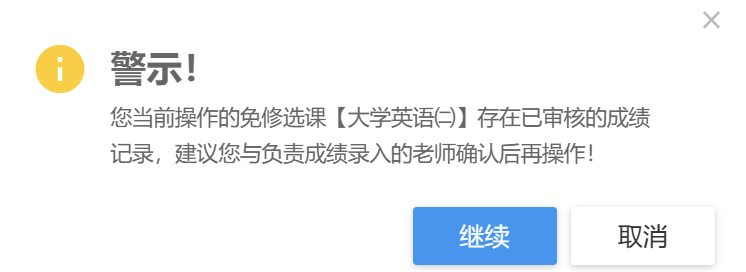 警示！
您当前操作的免修选课【大学英语㈡】存在已审核的成绩
记录，建议您与负责成绩录入的老师确认后再操作！
继续
取消